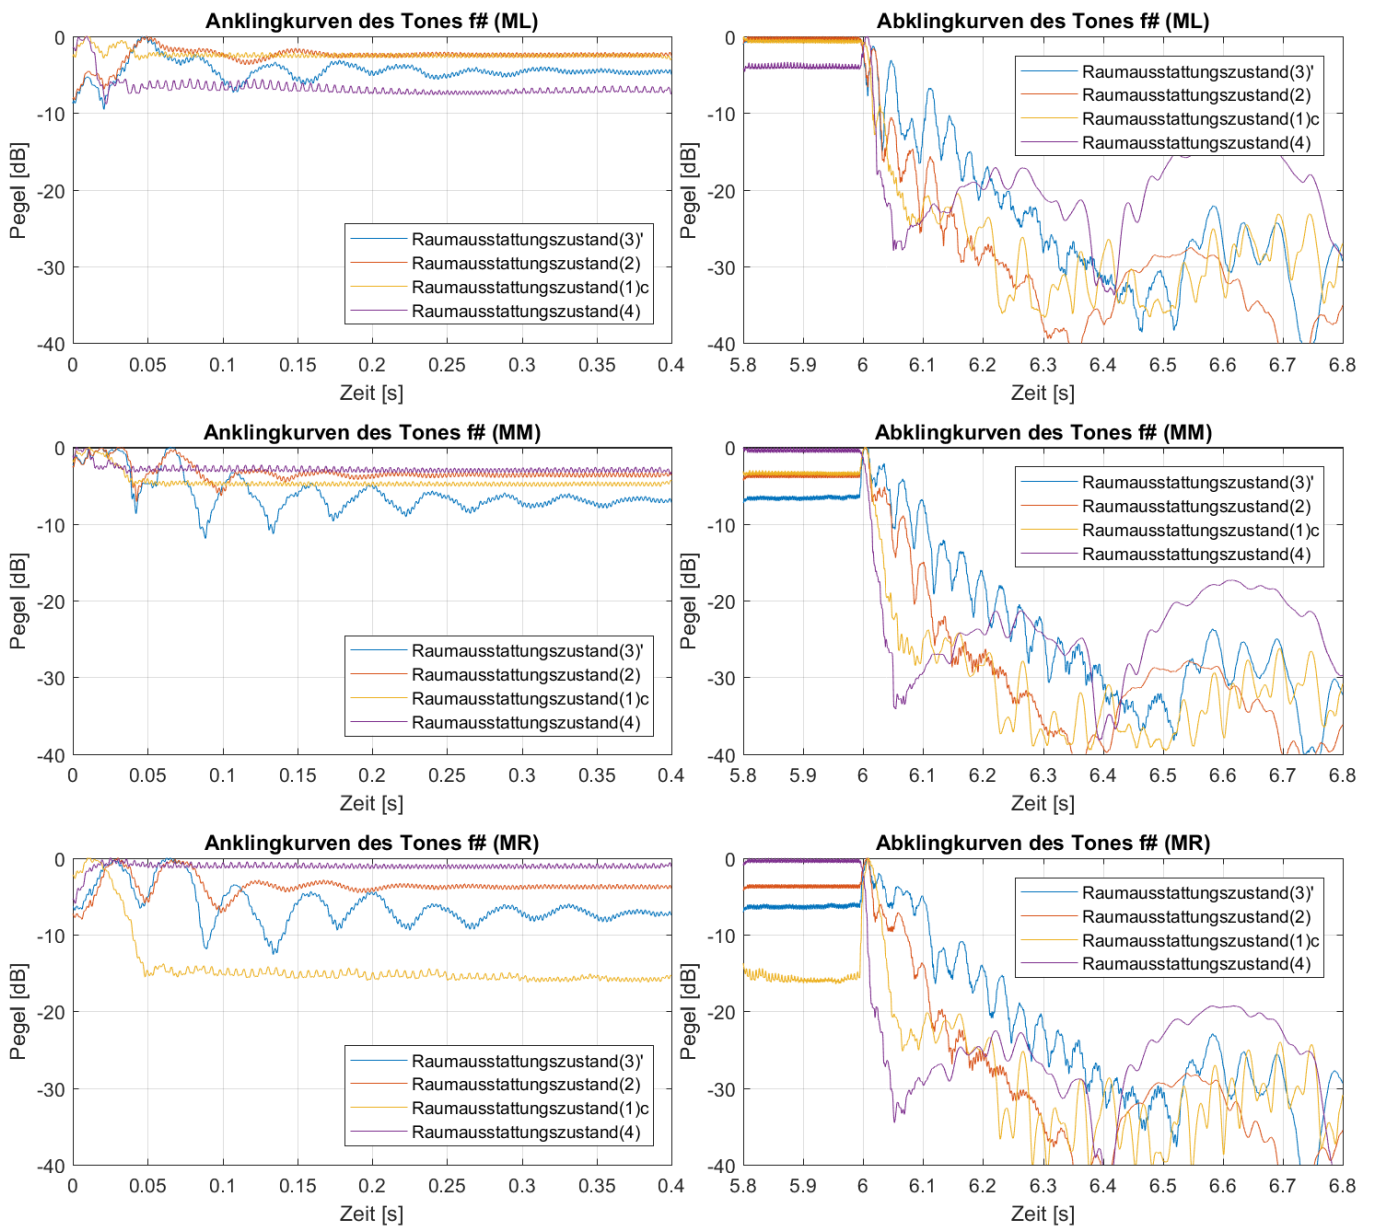 Anklingkurven des Tones f# (ML)
Pegel [dB]
0
-10
-20
-30
-40
Raumausstattungszustand(3)'
Raumausstattungszustand(2)
Raumausstattungszustand(1)c
Raumausstattungszustand(4)
0 0.05 0.1 0.15 0.2 0.25 0.3 0.35 0.4
Zeit [s]
Abklingkurven des Tones f# (ML)
Pegel [dB]
0
-10
-20
-30
-40
Raumausstattungszustand(3)'
Raumausstattungszustand(2)
Raumausstattungszustand(1)c
Raumausstattungszustand(4)
5.8 5.9 6 6.1 6.2 6.3 6.4 6.5 6.6 6.7 6.8
Zeit [s]
Anklingkurven des Tones f# (MM)
Pegel [dB]
0
-10
-20
-30
-40
Raumausstattungszustand(3)'
Raumausstattungszustand(2)
Raumausstattungszustand(1)c
Raumausstattungszustand(4)
0 0.05 0.1 0.15 0.2 0.25 0.3 0.35 0.4
Zeit [s]
Abklingkurven des Tones f# (MM)
Pegel [dB]
0
-10
-20
-30
-40
Raumausstattungszustand(3)'
Raumausstattungszustand(2)
Raumausstattungszustand(1)c
Raumausstattungszustand(4)
5.8 5.9 6 6.1 6.2 6.3 6.4 6.5 6.6 6.7 6.8
Zeit [s]
Anklingkurven des Tones f# (MR)
Pegel [dB]
0
-10
-20
-30
-40
Raumausstattungszustand(3)'
Raumausstattungszustand(2)
Raumausstattungszustand(1)c
Raumausstattungszustand(4)
0 0.05 0.1 0.15 0.2 0.25 0.3 0.35 0.4
Zeit [s]
Abklingkurven des Tones f# (MR)
Pegel [dB]
0
-10
-20
-30
-40
Raumausstattungszustand(3)'
Raumausstattungszustand(2)
Raumausstattungszustand(1)c
Raumausstattungszustand(4)
5.8 5.9 6 6.1 6.2 6.3 6.4 6.5 6.6 6.7 6.8
Zeit [s]